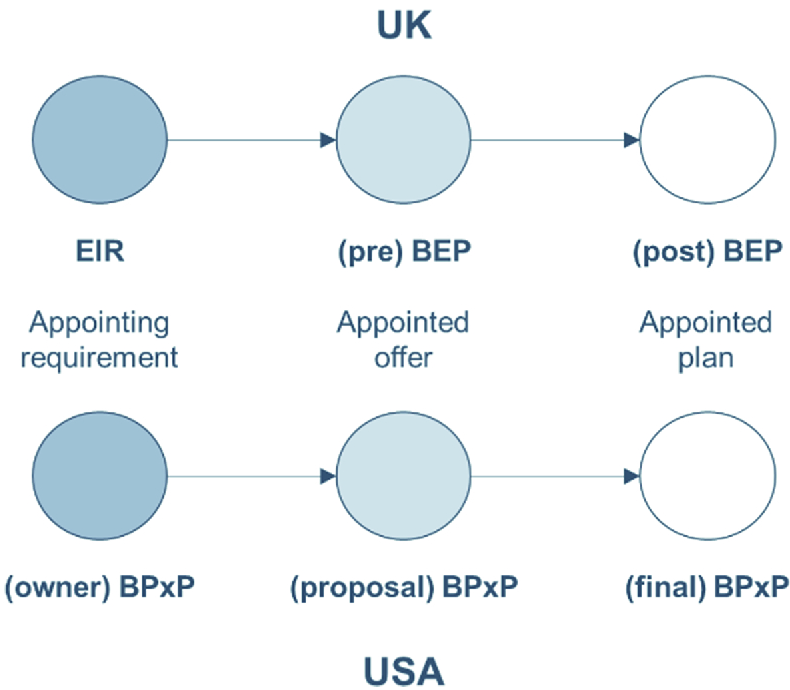 UK
EIR
(pre) BEP
(post) BEP
Appointing
requirement
Appointed
offer
Appointed
plan
(owner) BPxP
(proposal) BPxP
(final) BPxP
USA